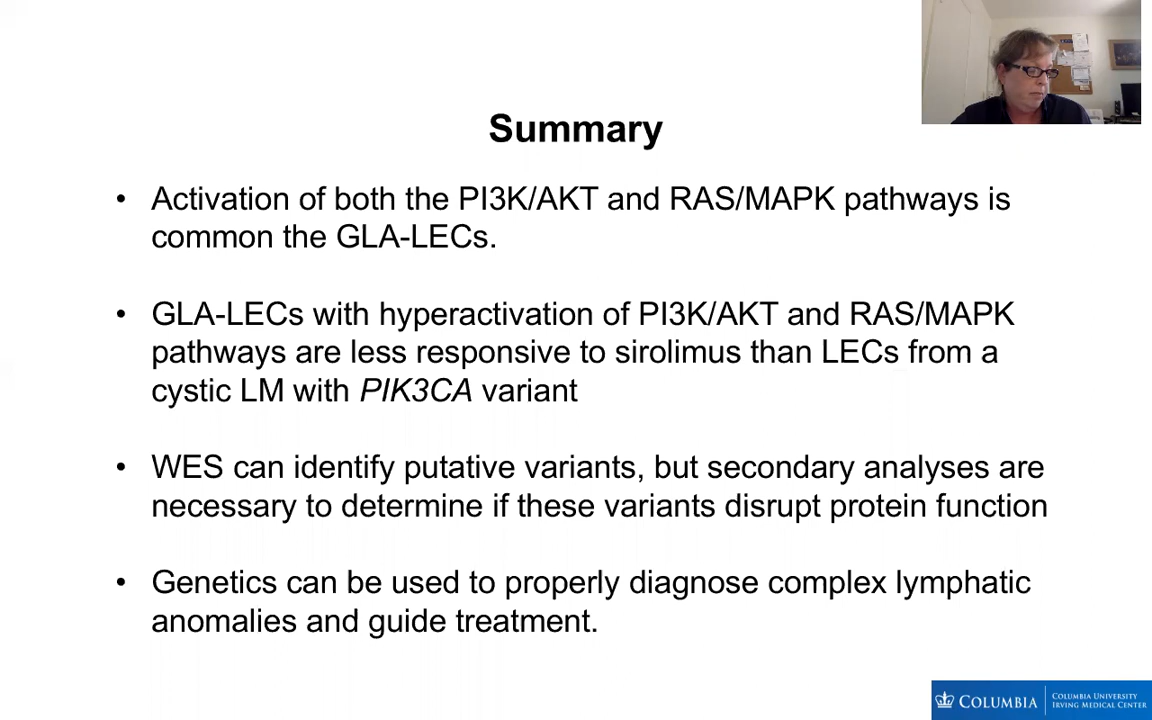 Summary
• Activation of both the PI3K/AKT and RAS/MAPK pathways is
common the GLA-LECs.
• GLA-LECs with hyperactivation of PI3K/AKT and RAS/MAPK
pathways are less responsive to sirolimus than LECs from a
cystic LM with PIK3CA variant
• WES can identify putative variants, but secondary analyses are
necessary to determine if these variants disrupt protein function
• Genetics can be used to properly diagnose complex lymphatic
anomalies and guide treatment.
COLUMBIA
COLUMBIA UNIVERSITY
IRVING MEDICAL CENTER